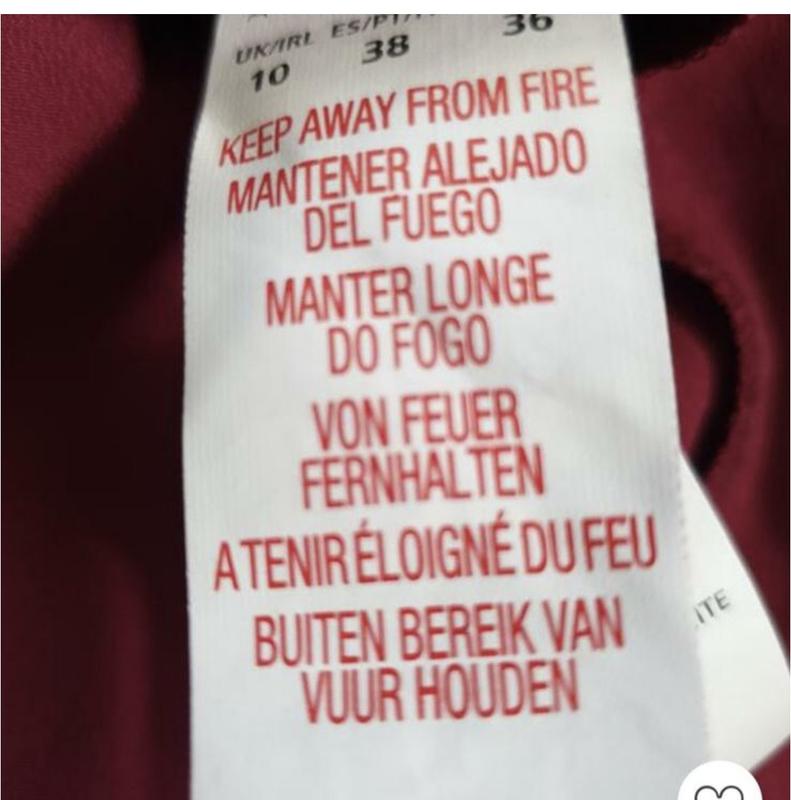 UK/IRL ES/PT/
10 38 36
KEEP AWAY FROM FIRE
MANTENER ALEJADO
DEL FUEGO
MANTER LONGE
DO FOGO
VON FEUER
FERNHALTEN
A TENIR ÉLOIGNÉ DU FEU
BUITEN BEREIK VAN
VUUR HOUDEN